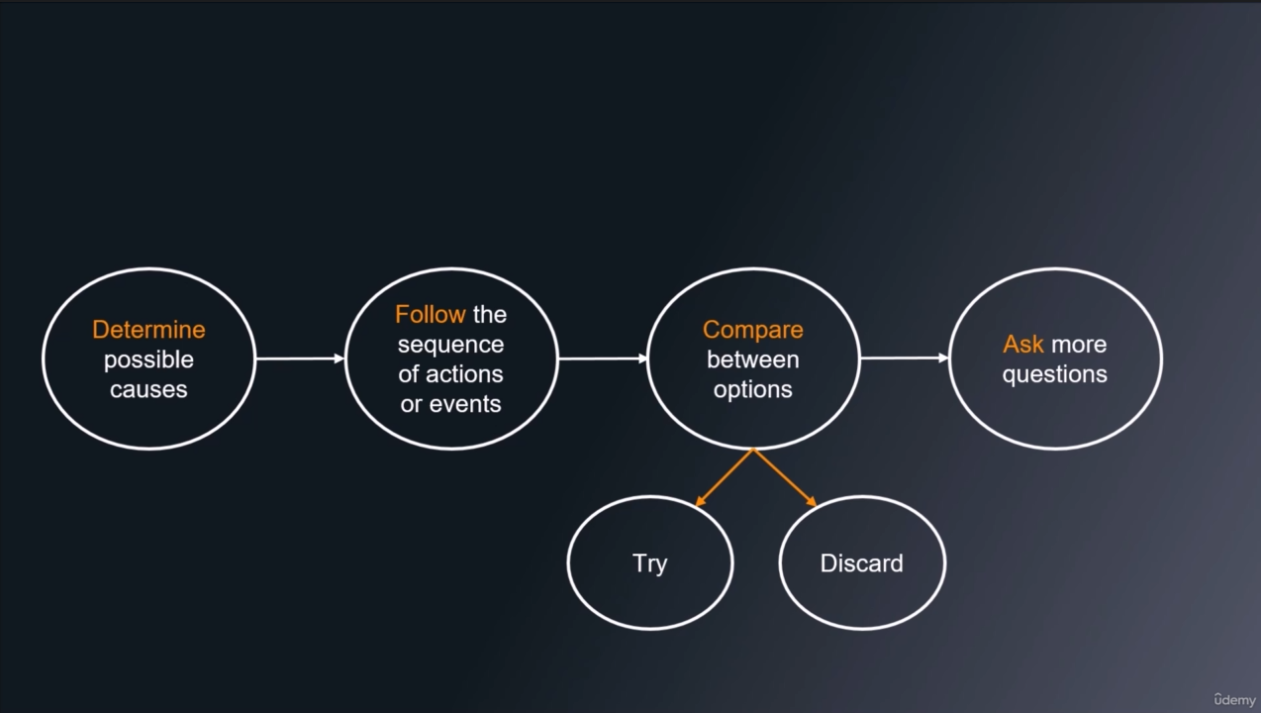 Determine
possible
causes
Follow the
sequence
of actions
or events
Compare
between
options
Ask more
questions
Try
Discard
ûdemy